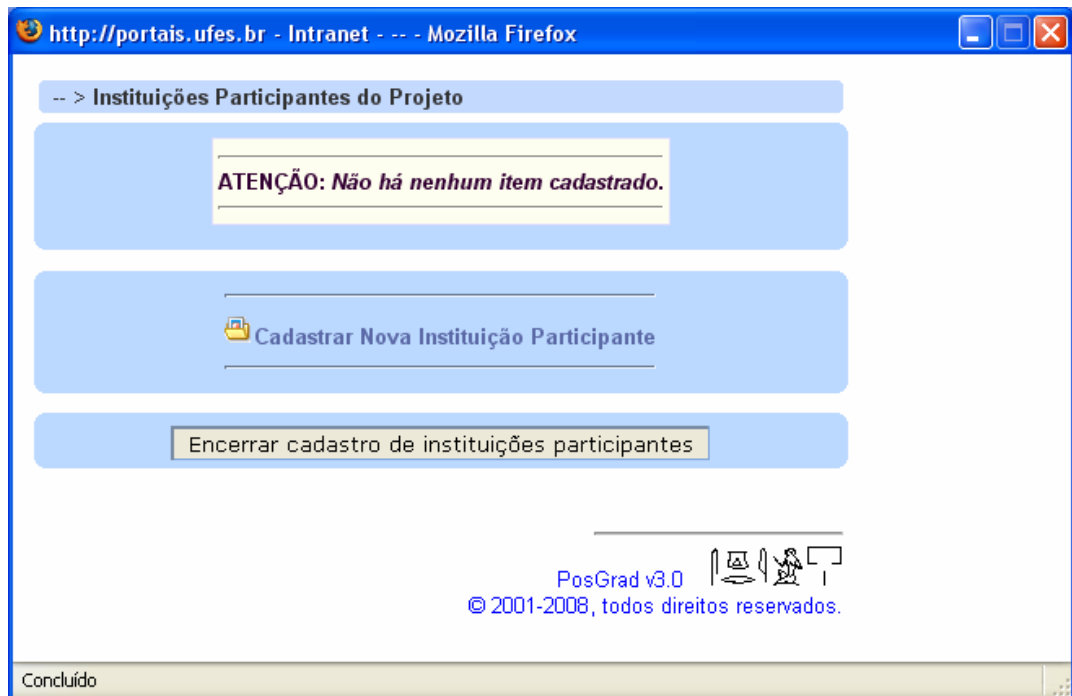 http://portais.ufes.br - Intranet - -- - Mozilla Firefox
-- > Instituições Participantes do Projeto
ATENÇÃO: Não há nenhum item cadastrado.
Cadastrar Nova Instituição Participante
Encerrar cadastro de instituições participantes
PosGrad v3.0
© 2001-2008, todos direitos reservados.
Concluído